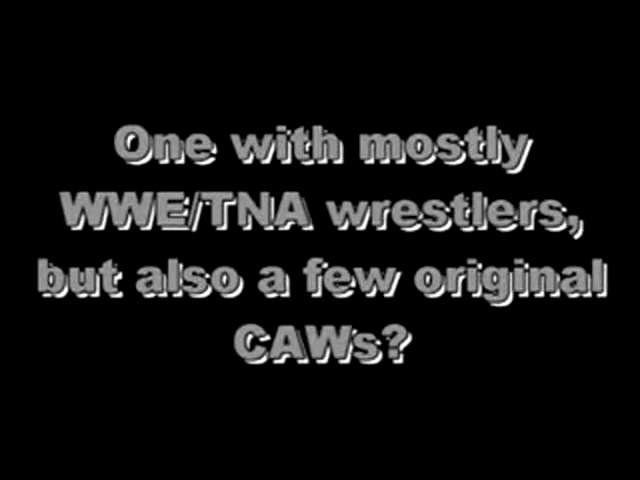 One with mostly
WWE/TNA wrestlers,
but also a few original
CAWs?